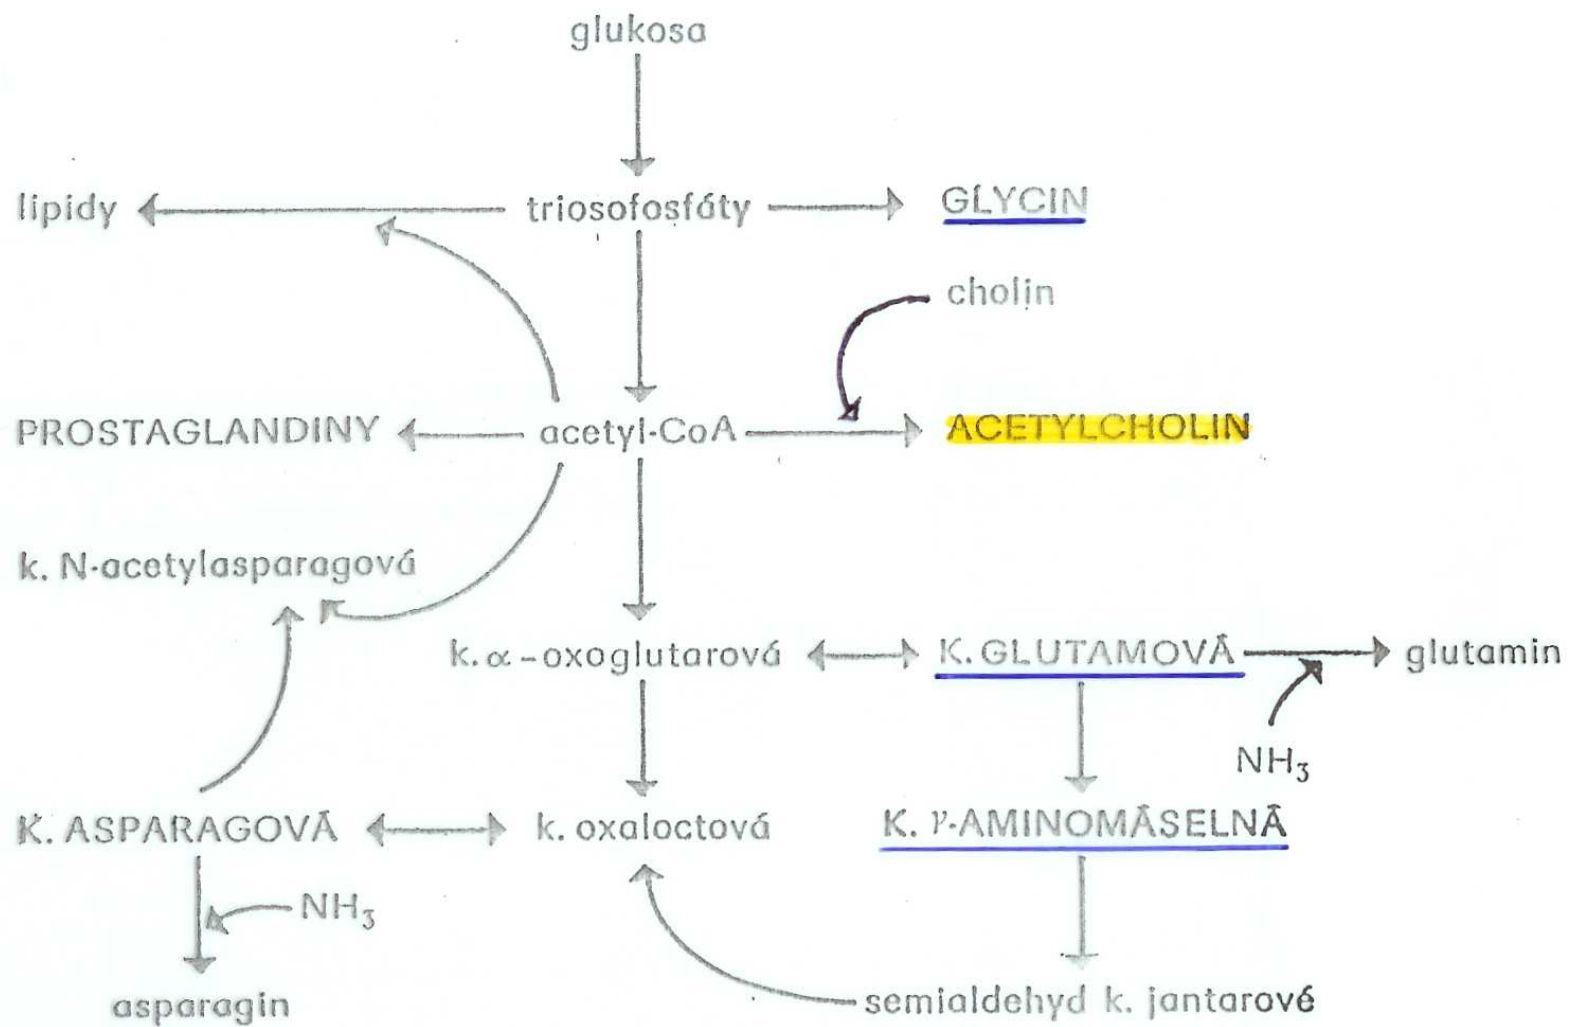 glukosa
lipidy
triosofosfáty
GLYCIN
cholin
PROSTAGLANDINY
acetyl-CoA
ACETYLCHOLIN
k. N-acetylasparagová
k. α-oxoglutarová
K. GLUTAMOVÁ
glutamin
NH₃
K. ASPARAGOVÁ
k. oxaloctová
K. γ-AMINOMÁSELNÁ
NH₃
asparagin
semialdehyd k. jantarové